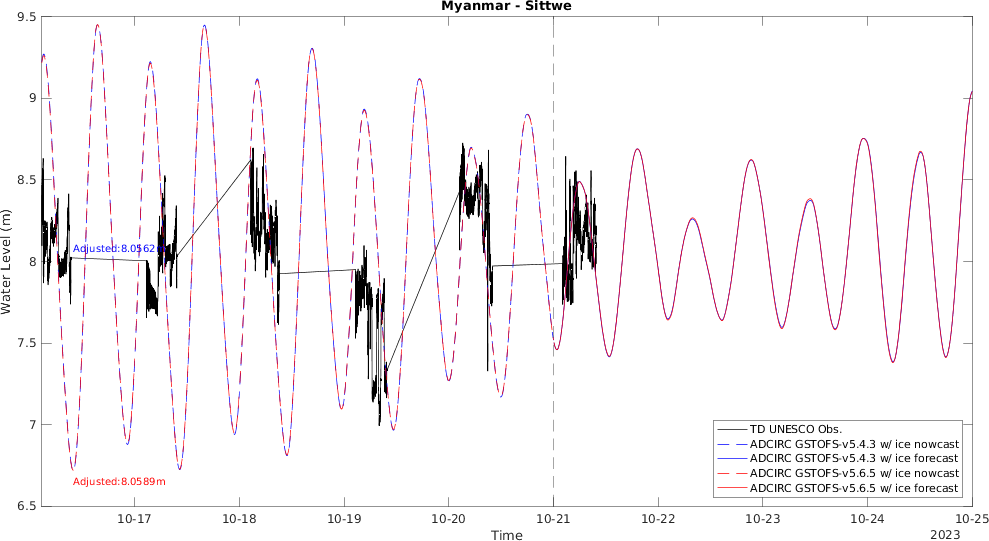 Myanmar - Sittwe
9.5
9
8.5
8
7.5
7
6.5
Water Level (m)
Adjusted:8.0562m
Adjusted:8.0589m
TD UNESCO Obs.
ADCIRC GSTOFS-v5.4.3 w/ ice nowcast
ADCIRC GSTOFS-v5.4.3 w/ ice forecast
ADCIRC GSTOFS-v5.6.5 w/ ice nowcast
ADCIRC GSTOFS-v5.6.5 w/ ice forecast
10-17 10-18 10-19 10-20 10-21 10-22 10-23 10-24 10-25
Time
2023